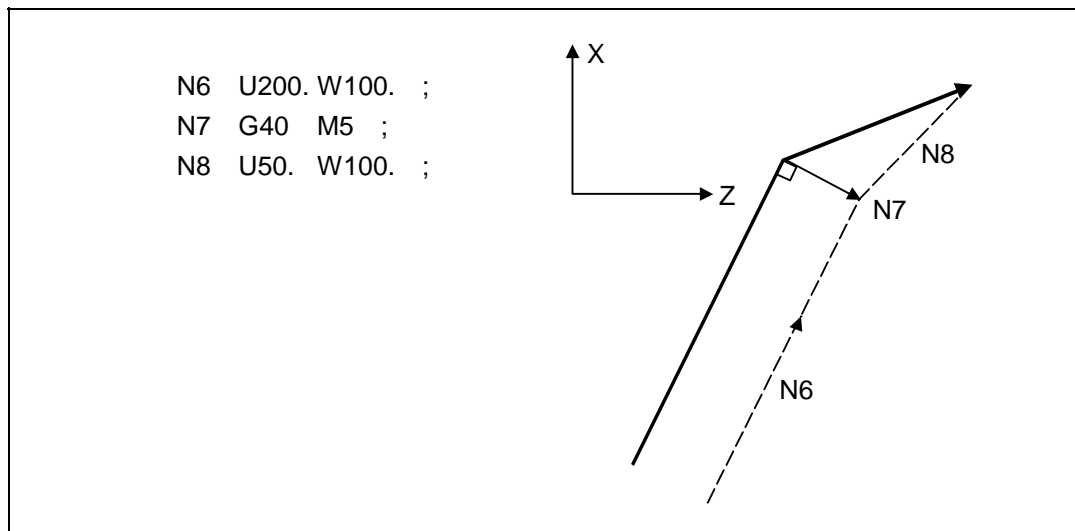 N6 U200. W100. ;
N7 G40 M5 ;
N8 U50. W100. ;
X
Z
N8
N7
N6